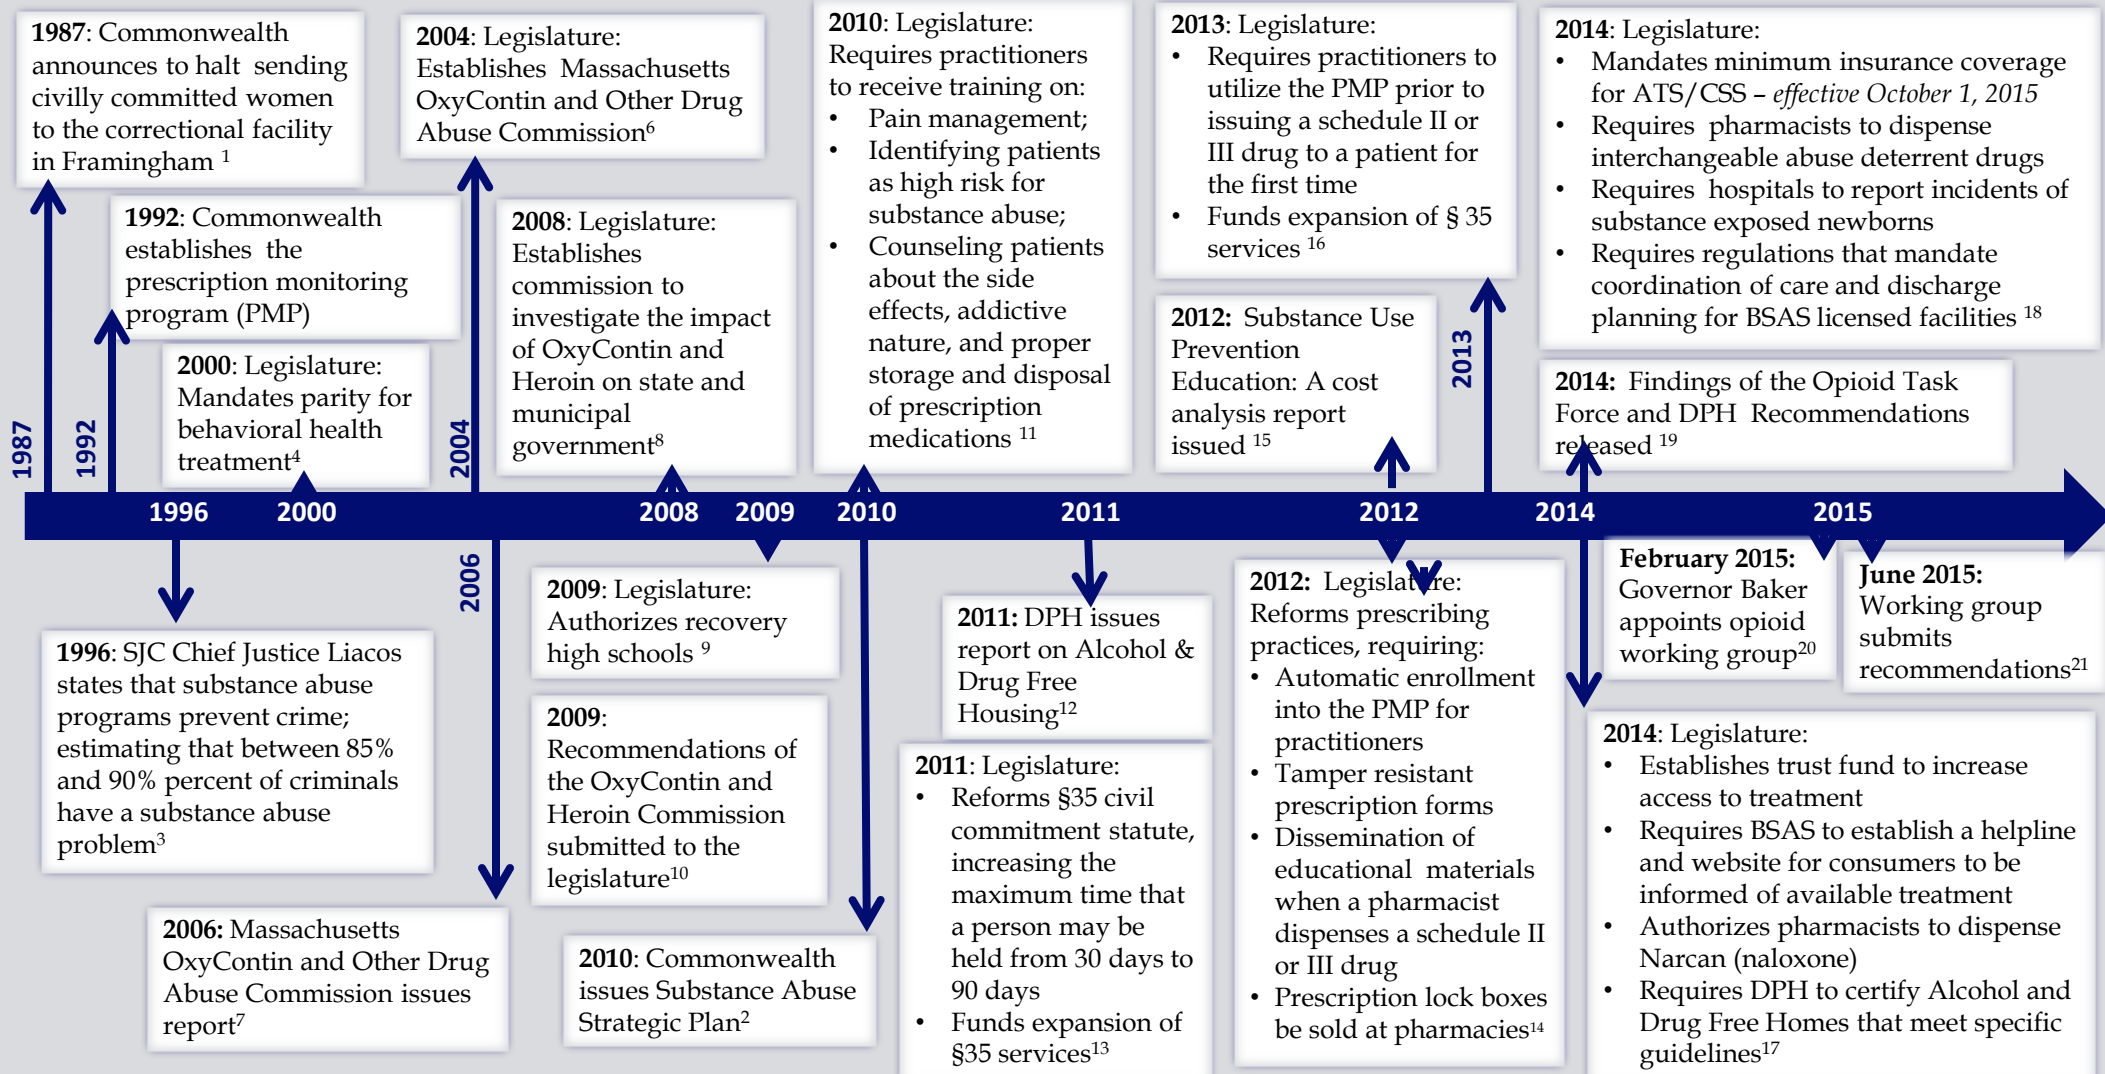 1987: Commonwealth
announces to halt sending
civilly committed women
to the correctional facility
in Framingham ¹
1992: Commonwealth
establishes the
prescription monitoring
program (PMP)
2000: Legislature:
Mandates parity for
behavioral health
treatment⁴
2004: Legislature:
Establishes Massachusetts
OxyContin and Other Drug
Abuse Commission⁶
2008: Legislature:
Establishes
commission to
investigate the impact
of OxyContin and
Heroin on state and
municipal
government⁸
2010: Legislature:
Requires practitioners
to receive training on:
• Pain management;
• Identifying patients
as high risk for
substance abuse;
• Counseling patients
about the side
effects, addictive
nature, and proper
storage and disposal
of prescription
medications ¹¹
2013: Legislature:
• Requires practitioners to
utilize the PMP prior to
issuing a schedule II or
III drug to a patient for
the first time
• Funds expansion of § 35
services ¹⁶
2012: Substance Use
Prevention
Education: A cost
analysis report
issued ¹⁵
2014: Legislature:
• Mandates minimum insurance coverage
for ATS/CSS – effective October 1, 2015
• Requires pharmacists to dispense
interchangeable abuse deterrent drugs
• Requires hospitals to report incidents of
substance exposed newborns
• Requires regulations that mandate
coordination of care and discharge
planning for BSAS licensed facilities ¹⁸
2014: Findings of the Opioid Task
Force and DPH Recommendations
released ¹⁹
1987
1992
2004
2013
1996
2000
2008
2009
2010
2011
2012
2014
2015
2006
1996: SJC Chief Justice Liacos
states that substance abuse
programs prevent crime;
estimating that between 85%
and 90% percent of criminals
have a substance abuse
problem³
2006: Massachusetts
OxyContin and Other Drug
Abuse Commission issues
report⁷
2009: Legislature:
Authorizes recovery
high schools ⁹
2009:
Recommendations of
the OxyContin and
Heroin Commission
submitted to the
legislature¹⁰
2010: Commonwealth
issues Substance Abuse
Strategic Plan²
2011: DPH issues
report on Alcohol &
Drug Free
Housing¹²
2011: Legislature:
• Reforms §35 civil
commitment statute,
increasing the
maximum time that
a person may be
held from 30 days to
90 days
• Funds expansion of
§35 services¹³
2012: Legislature:
Reforms prescribing
practices, requiring:
• Automatic enrollment
into the PMP for
practitioners
• Tamper resistant
prescription forms
• Dissemination of
educational materials
when a pharmacist
dispenses a schedule II
or III drug
• Prescription lock boxes
be sold at pharmacies¹⁴
February 2015:
Governor Baker
appoints opioid
working group²⁰
June 2015:
Working group
submits
recommendations²¹
2014: Legislature:
• Establishes trust fund to increase
access to treatment
• Requires BSAS to establish a helpline
and website for consumers to be
informed of available treatment
• Authorizes pharmacists to dispense
Narcan (naloxone)
• Requires DPH to certify Alcohol and
Drug Free Homes that meet specific
guidelines¹⁷